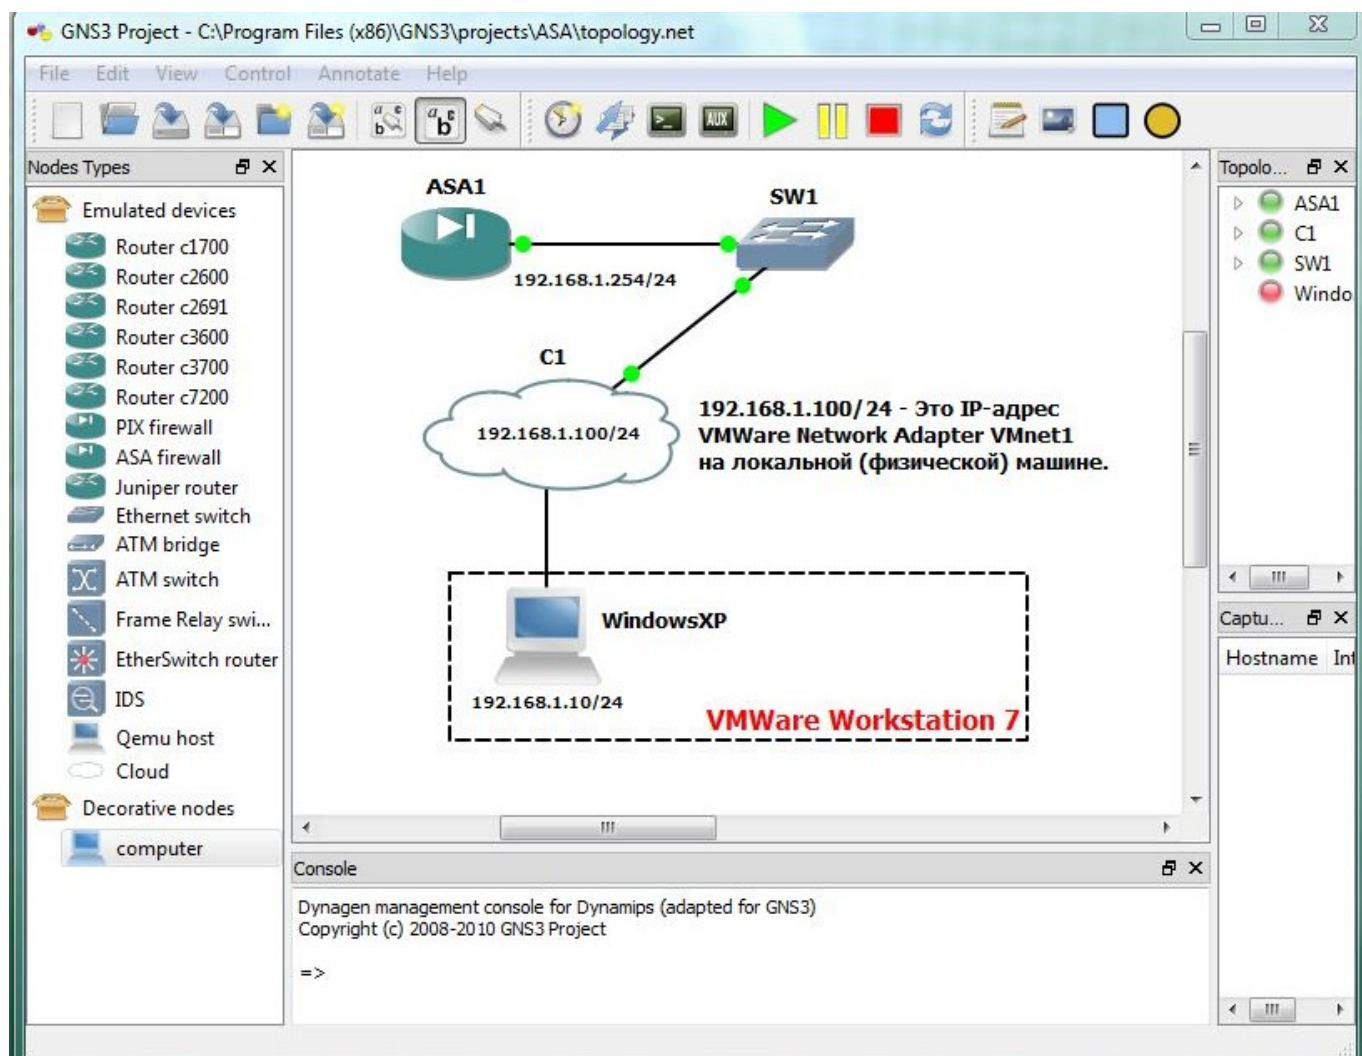 GNS3 Project - C:\Program Files (x86)\GNS3\projects\ASA\topology.net
File Edit View Control Annotate Help
Nodes Types
Emulated devices
Router c1700
Router c2600
Router c2691
Router c3600
Router c3700
Router c7200
PIX firewall
ASA firewall
Juniper router
Ethernet switch
ATM bridge
ATM switch
Frame Relay swi...
EtherSwitch router
IDS
Qemu host
Cloud
Decorative nodes
computer
ASA1
SW1
192.168.1.254/24
C1
192.168.1.100/24
192.168.1.100/24 - Это IP-адрес
VMWare Network Adapter VMnet1
на локальной (физической) машине.
WindowsXP
192.168.1.10/24
VMWare Workstation 7
Console
Dynagen management console for Dynamips (adapted for GNS3)
Copyright (c) 2008-2010 GNS3 Project
=>
Topolo...
ASA1
C1
SW1
Windo
Captu...
Hostname Int